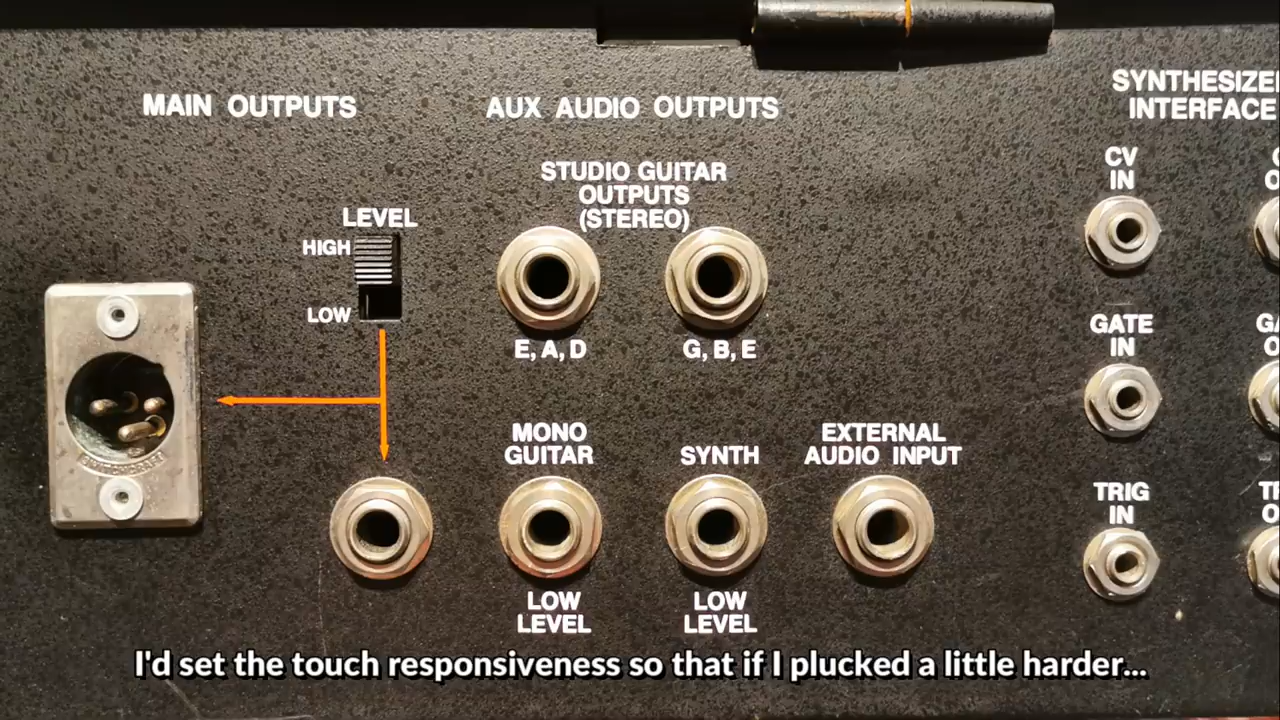 MAIN OUTPUTS
AUX AUDIO OUTPUTS
SYNTHESIZE
INTERFACE
STUDIO GUITAR
OUTPUTS
(STEREO)
LEVEL
HIGH
LOW
E, A, D
G, B, E
CV
IN
GATE
IN
MONO
GUITAR
SYNTH
EXTERNAL
AUDIO INPUT
TRIG
IN
LOW
LEVEL
LOW
LEVEL
I'd set the touch responsiveness so that if I plucked a little harder...